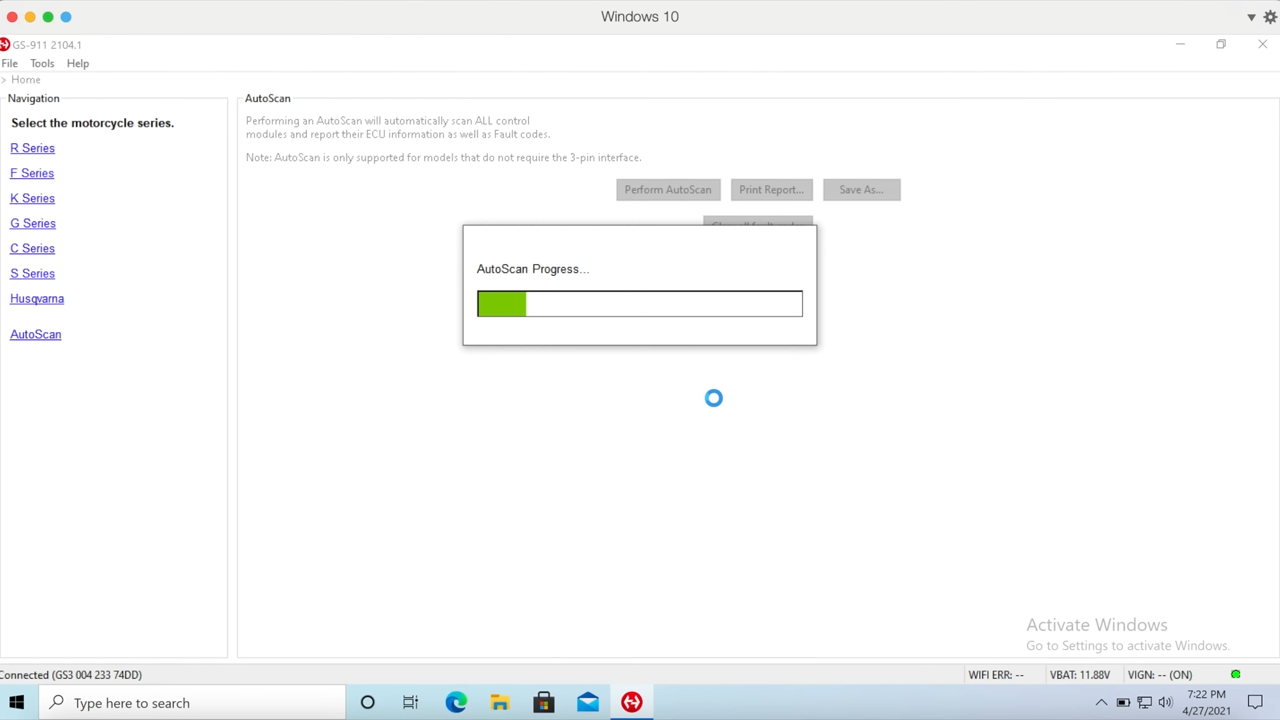 Windows 10
GS-911 2104.1
File Tools Help
> Home
Navigation
Select the motorcycle series.
R Series
F Series
K Series
G Series
C Series
S Series
Husqvarna
AutoScan
AutoScan
Performing an AutoScan will automatically scan ALL control
modules and report their ECU information as well as Fault codes.
Note: AutoScan is only supported for models that do not require the 3-pin interface.
Perform AutoScan Print Report... Save As...
AutoScan Progress...
Activate Windows
Go to Settings to activate Windows.
Connected (GS3 004 233 74DD) WIFI ERR: -- VBAT: 11.88V VIGN: -- (ON)
Type here to search
7:22 PM
4/27/2021